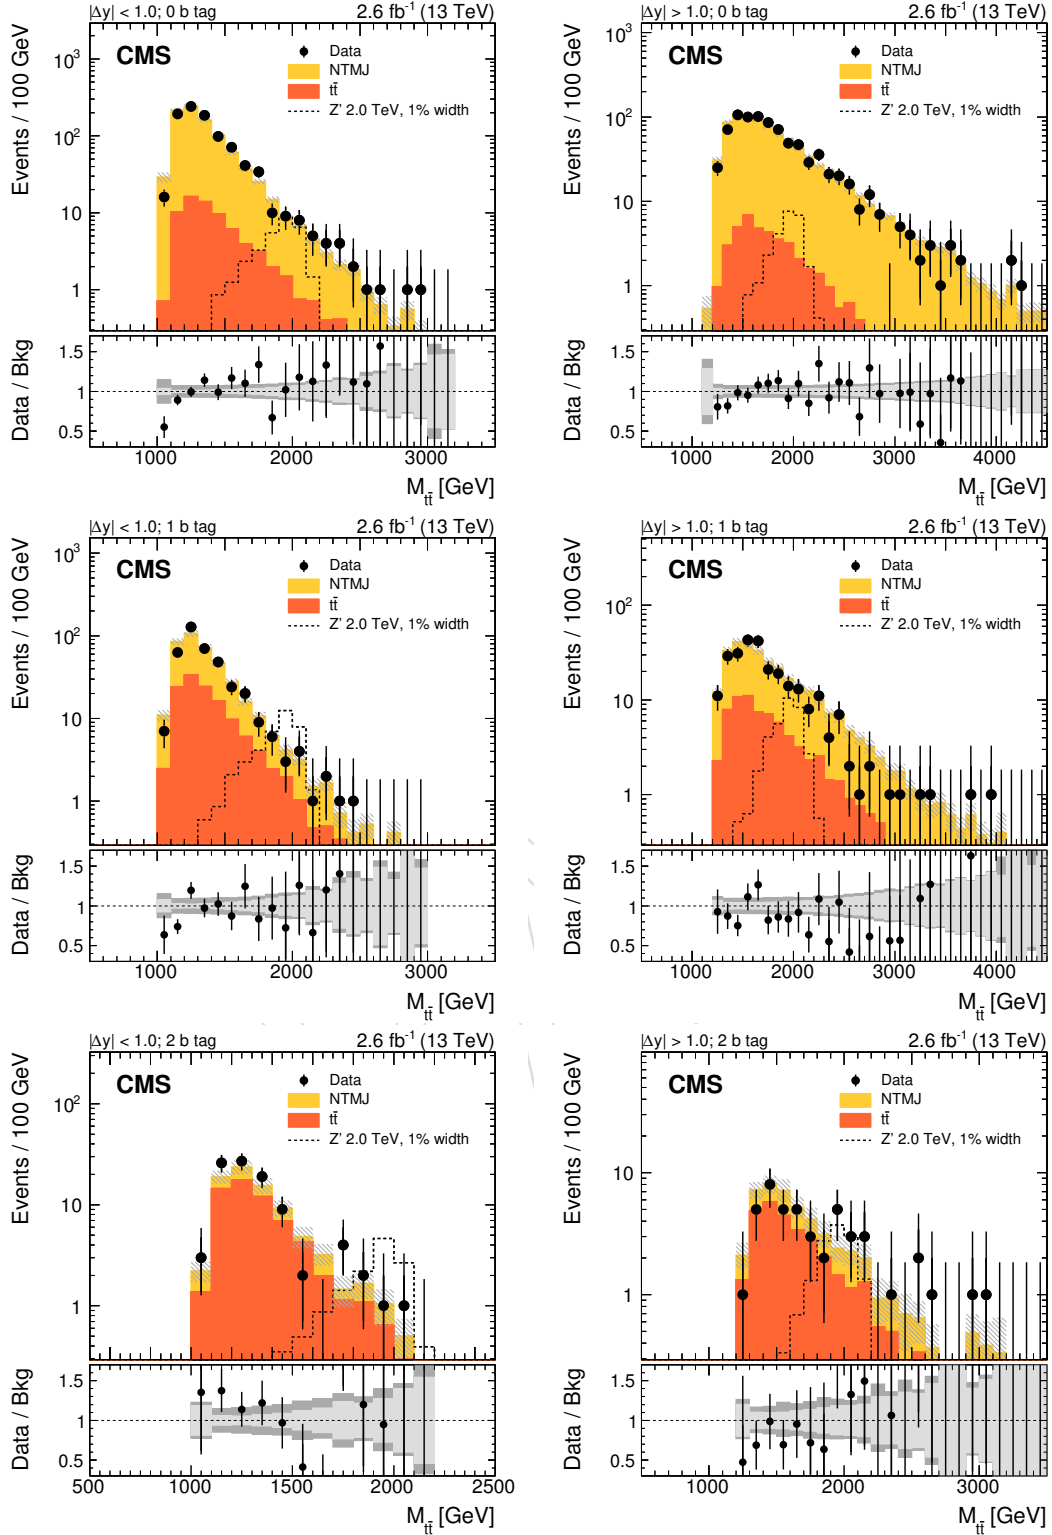 |Δy| < 1.0; 0 b tag 2.6 fb⁻¹ (13 TeV)
CMS
Data
NTMJ
tt̄
Z' 2.0 TeV, 1% width
Events / 100 GeV
10³
10²
10
1
Data / Bkg
1.5
1
0.5
1000 2000 3000
M_tt̄ [GeV]
|Δy| > 1.0; 0 b tag 2.6 fb⁻¹ (13 TeV)
CMS
Data
NTMJ
tt̄
Z' 2.0 TeV, 1% width
Events / 100 GeV
10³
10²
10
1
Data / Bkg
1.5
1
0.5
1000 2000 3000 4000
M_tt̄ [GeV]
|Δy| < 1.0; 1 b tag 2.6 fb⁻¹ (13 TeV)
CMS
Data
NTMJ
tt̄
Z' 2.0 TeV, 1% width
Events / 100 GeV
10³
10²
10
1
Data / Bkg
1.5
1
0.5
1000 2000 3000
M_tt̄ [GeV]
|Δy| > 1.0; 1 b tag 2.6 fb⁻¹ (13 TeV)
CMS
Data
NTMJ
tt̄
Z' 2.0 TeV, 1% width
Events / 100 GeV
10²
10
1
Data / Bkg
1.5
1
0.5
1000 2000 3000 4000
M_tt̄ [GeV]
|Δy| < 1.0; 2 b tag 2.6 fb⁻¹ (13 TeV)
CMS
Data
NTMJ
tt̄
Z' 2.0 TeV, 1% width
Events / 100 GeV
10²
10
1
Data / Bkg
1.5
1
0.5
500 1000 1500 2000 2500
M_tt̄ [GeV]
|Δy| > 1.0; 2 b tag 2.6 fb⁻¹ (13 TeV)
CMS
Data
NTMJ
tt̄
Z' 2.0 TeV, 1% width
Events / 100 GeV
10
1
Data / Bkg
1.5
1
0.5
1000 2000 3000
M_tt̄ [GeV]